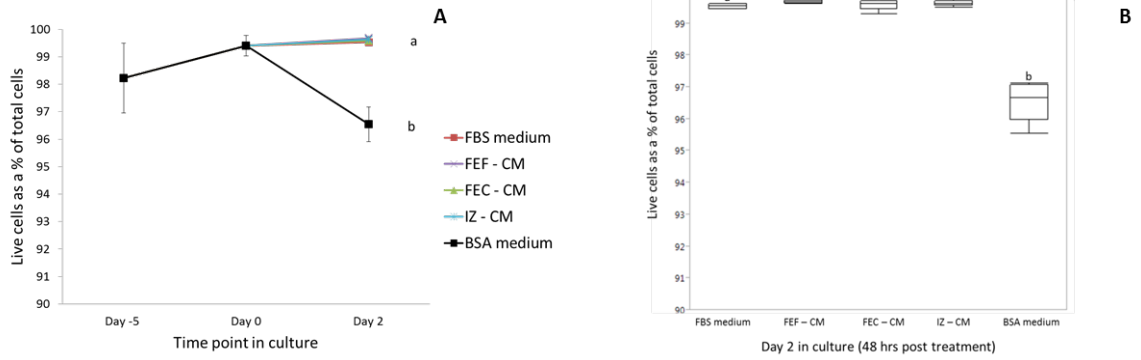 A
100
99
98
97
96
95
94
93
92
91
90
Live cells as a % of total cells
a
b
Day -5
Day 0
Day 2
Time point in culture
FBS medium
FEF - CM
FEC - CM
IZ - CM
BSA medium
B
99
98
97
96
95
94
93
92
91
90
Live cells as a % of total cells
b
FBS medium
FEF – CM
FEC – CM
IZ – CM
BSA medium
Day 2 in culture (48 hrs post treatment)